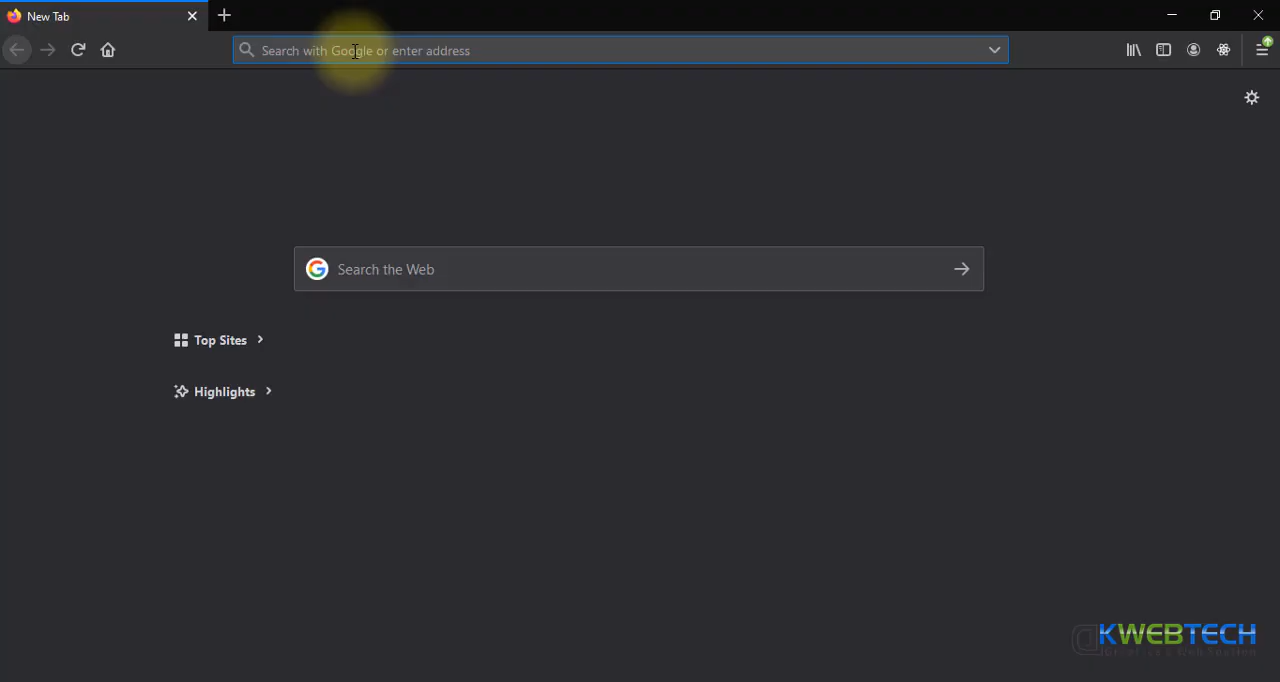 New Tab
Search with Google or enter address
Search the Web
Top Sites
Highlights
KWEBTECH